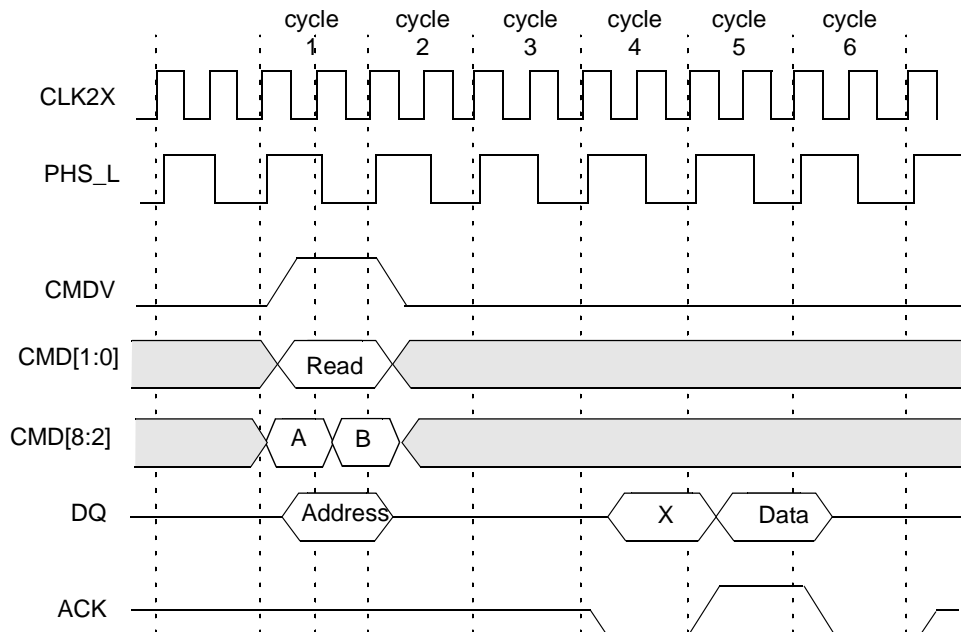 cycle cycle cycle cycle cycle cycle
1 2 3 4 5 6
CLK2X
PHS_L
CMDV
CMD[1:0] Read
CMD[8:2] A B
DQ Address X Data
ACK